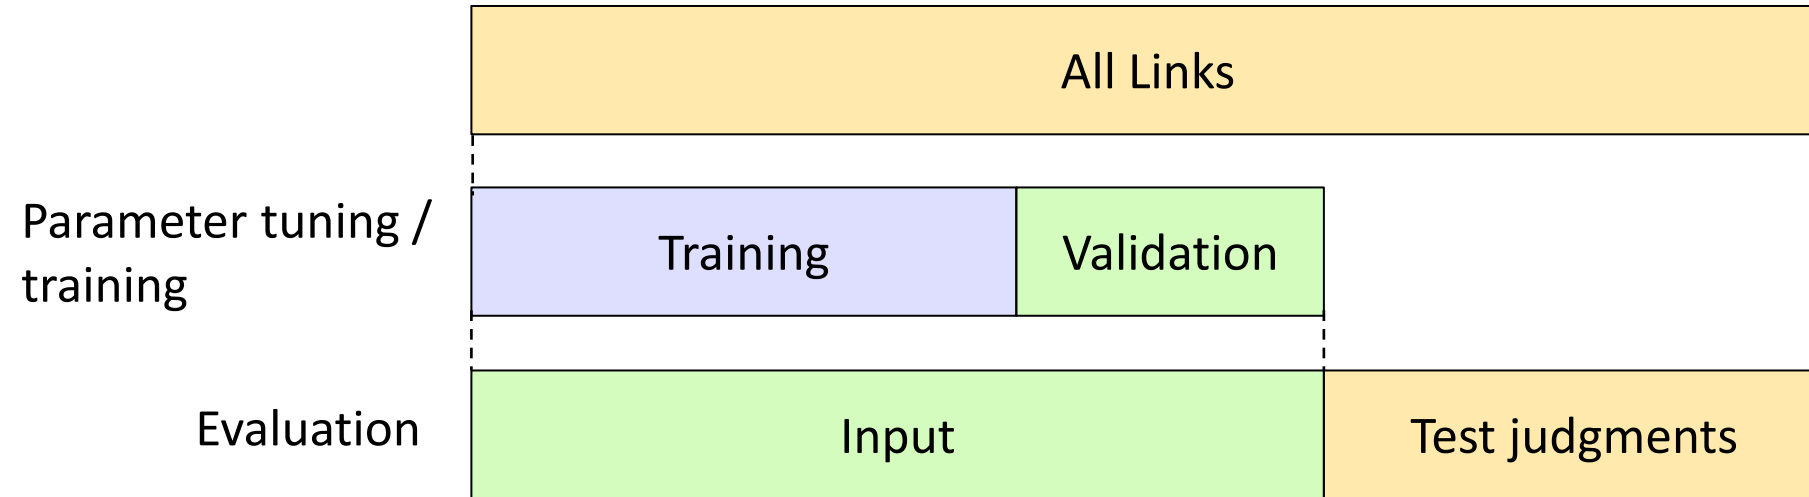 All Links
Parameter tuning /
training
Training
Validation
Evaluation
Input
Test judgments